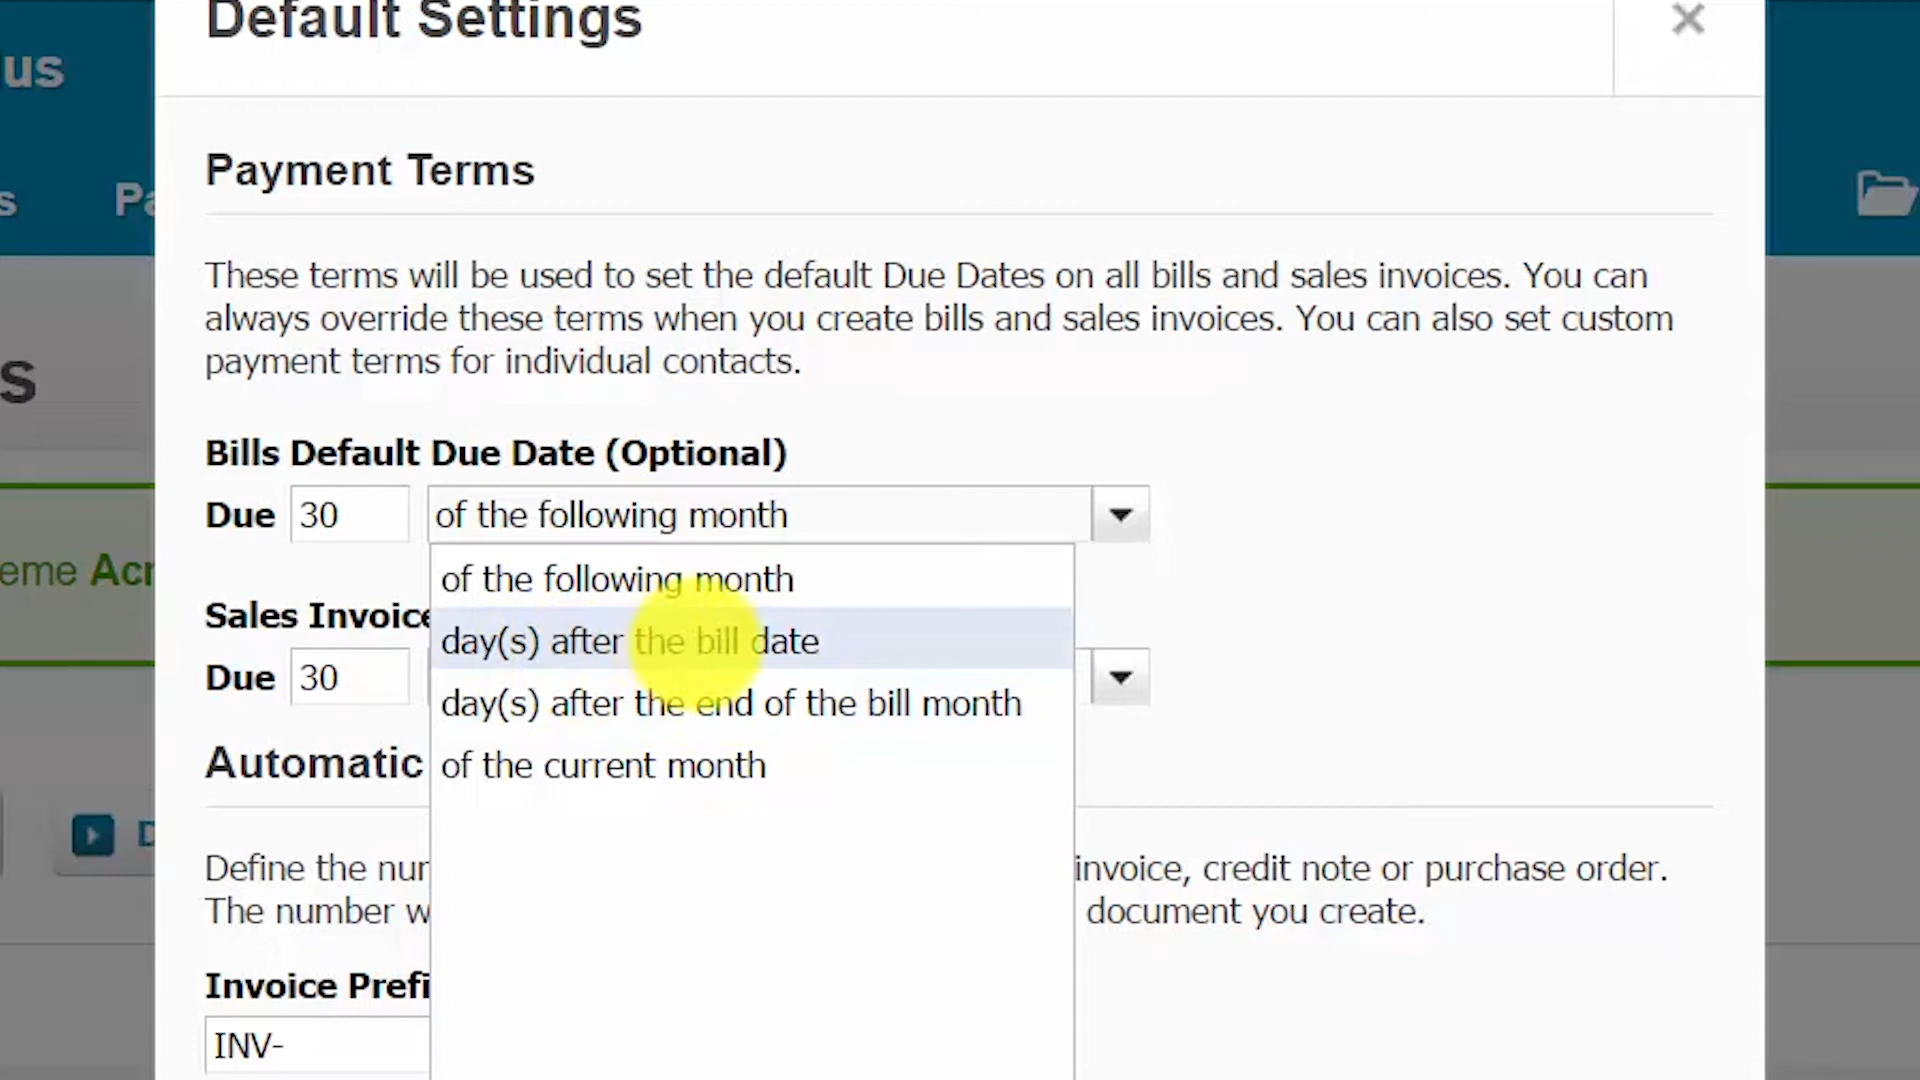 Default Settings
us
s
Pa
Payment Terms
These terms will be used to set the default Due Dates on all bills and sales invoices. You can
always override these terms when you create bills and sales invoices. You can also set custom
payment terms for individual contacts.
s
Bills Default Due Date (Optional)
Due 30 of the following month
of the following month
eme Acr
Sales Invoice
day(s) after the bill date
Due 30
day(s) after the end of the bill month
Automatic
of the current month
D
Define the nur invoice, credit note or purchase order.
The number w document you create.
Invoice Prefi
INV-